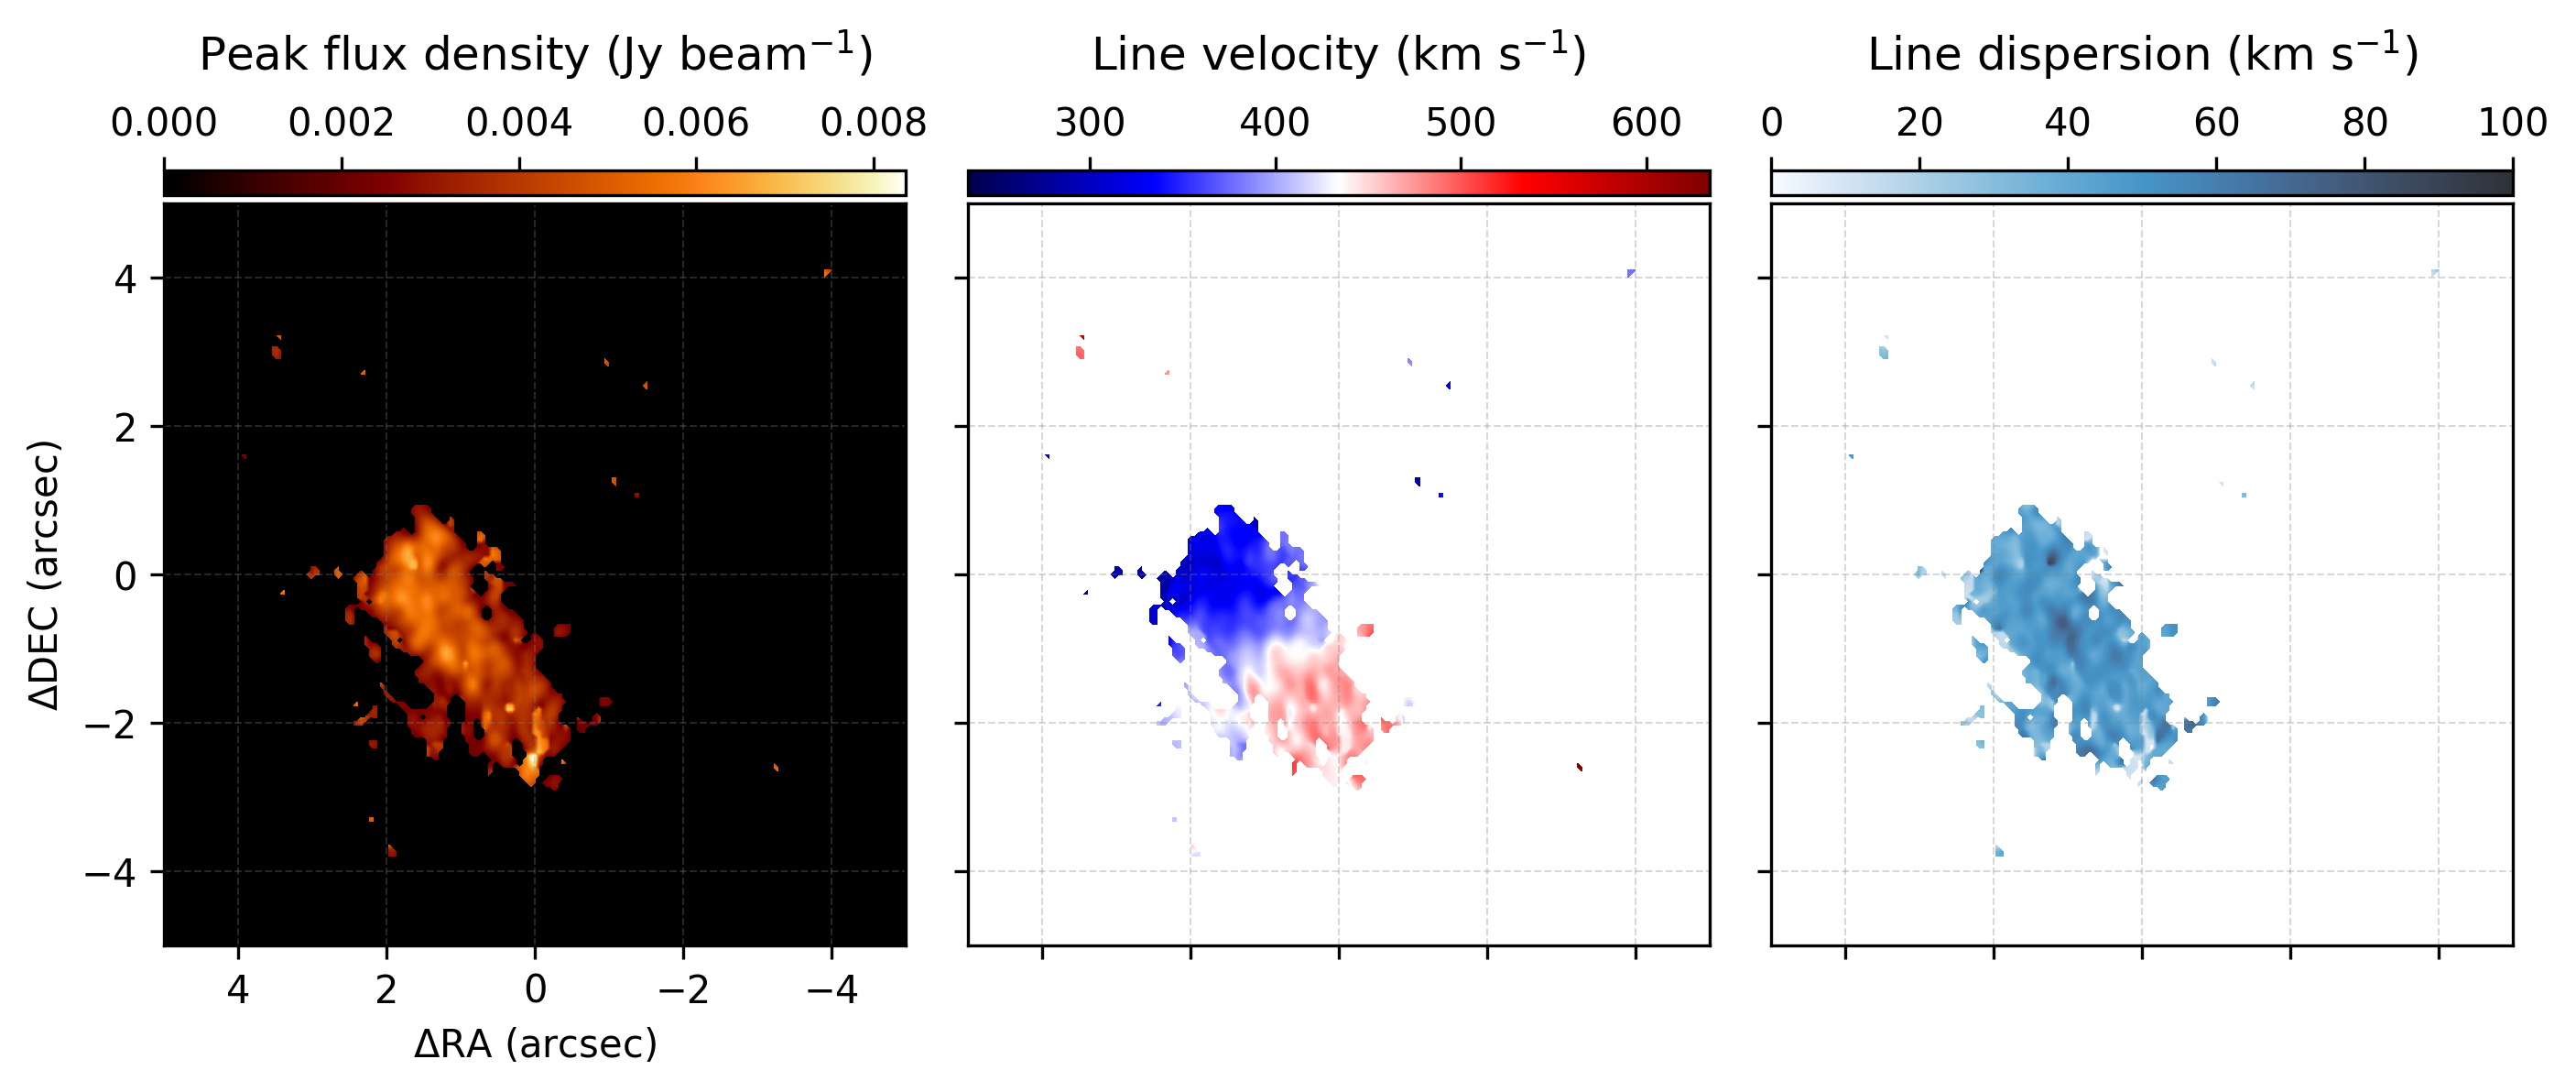 Peak flux density (Jy beam⁻¹) Line velocity (km s⁻¹) Line dispersion (km s⁻¹)
0.000 0.002 0.004 0.006 0.008 300 400 500 600 0 20 40 60 80 100
4
2
0
−2
−4
ΔDEC (arcsec)
4 2 0 −2 −4
ΔRA (arcsec)